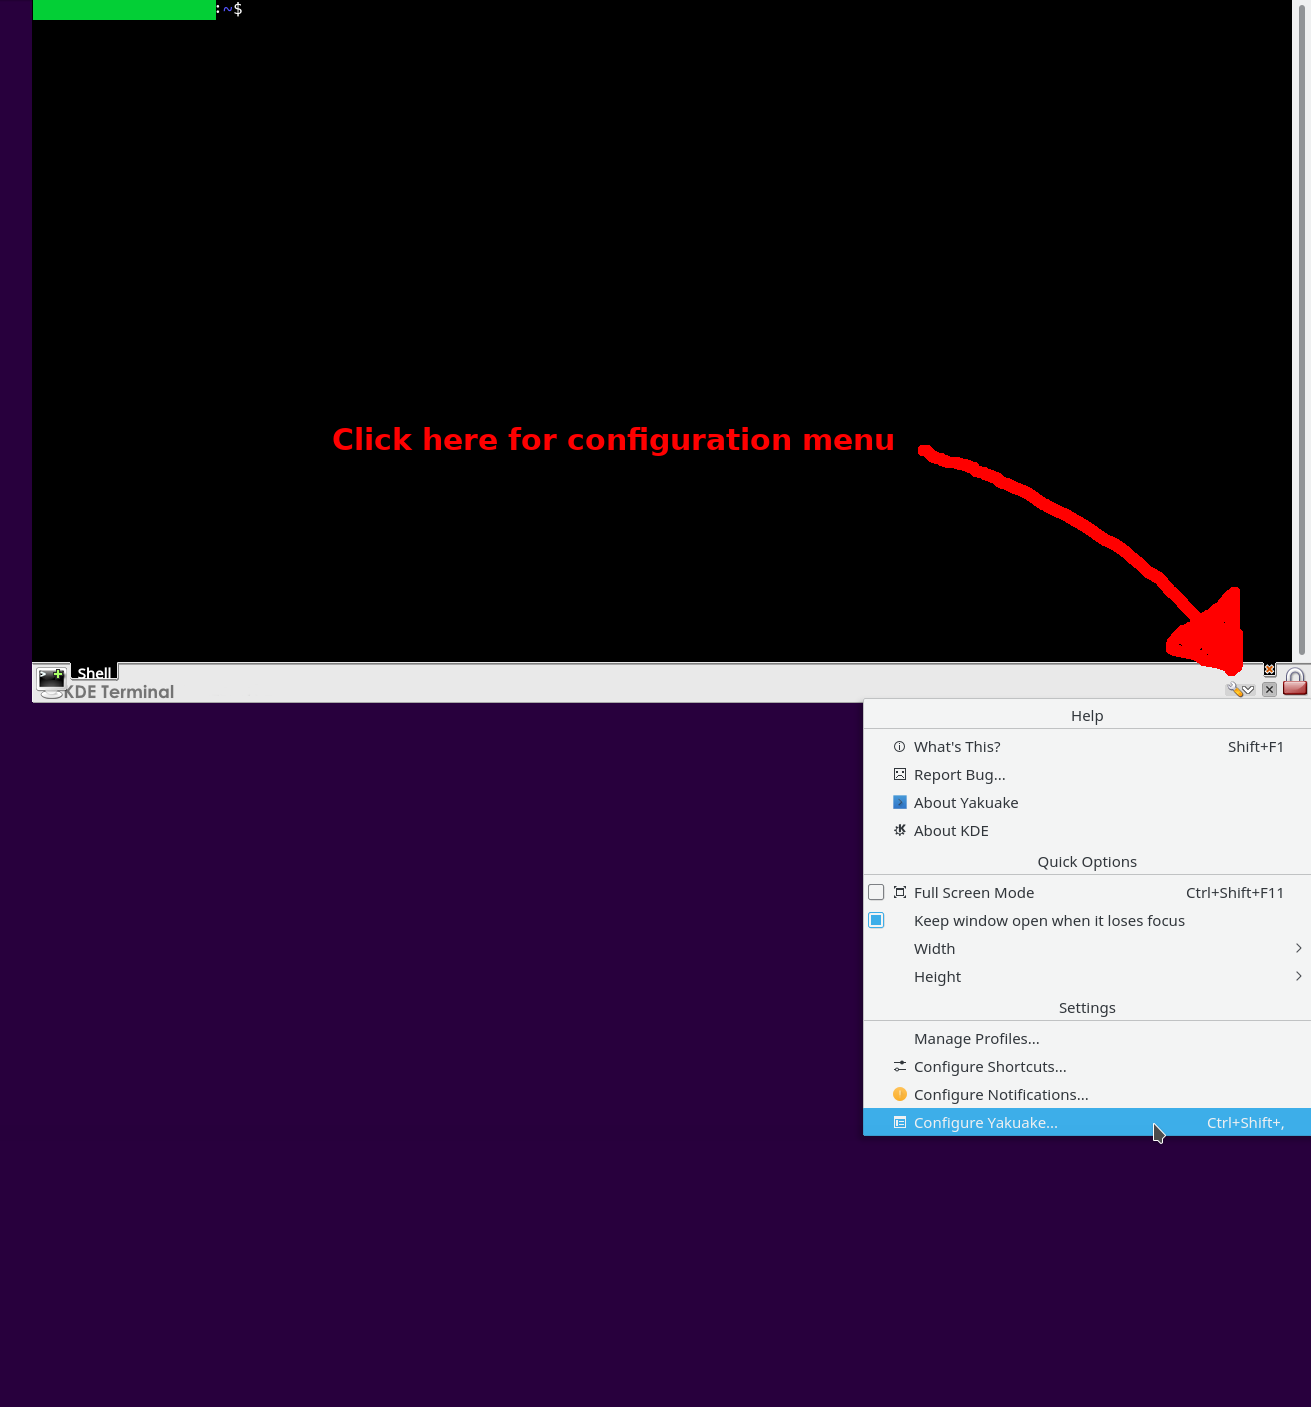 :~$
Click here for configuration menu
Shell
KDE Terminal
Help
What's This? Shift+F1
Report Bug...
About Yakuake
About KDE
Quick Options
Full Screen Mode Ctrl+Shift+F11
Keep window open when it loses focus
Width
Height
Settings
Manage Profiles...
Configure Shortcuts...
Configure Notifications...
Configure Yakuake... Ctrl+Shift+,